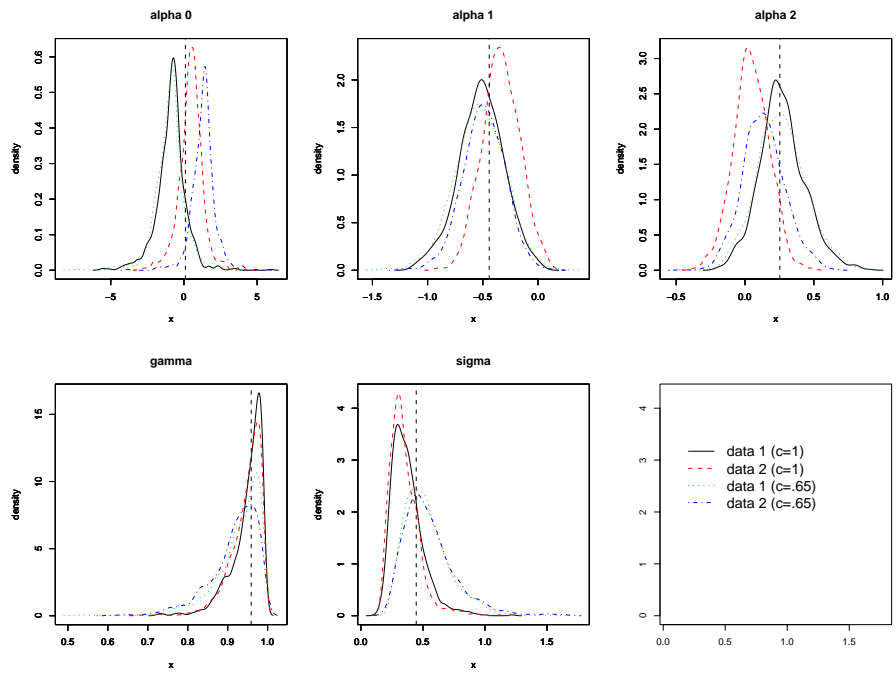 alpha 0
density
0.0 0.1 0.2 0.3 0.4 0.5 0.6
−5 0 5
x
alpha 1
density
0.0 0.5 1.0 1.5 2.0
−1.5 −1.0 −0.5 0.0
x
alpha 2
density
0.0 0.5 1.0 1.5 2.0 2.5 3.0
−0.5 0.0 0.5 1.0
x
gamma
density
0 5 10 15
0.5 0.6 0.7 0.8 0.9 1.0
x
sigma
density
0 1 2 3 4
0.0 0.5 1.0 1.5
x
0 1 2 3 4
data 1 (c=1)
data 2 (c=1)
data 1 (c=.65)
data 2 (c=.65)
0.0 0.5 1.0 1.5